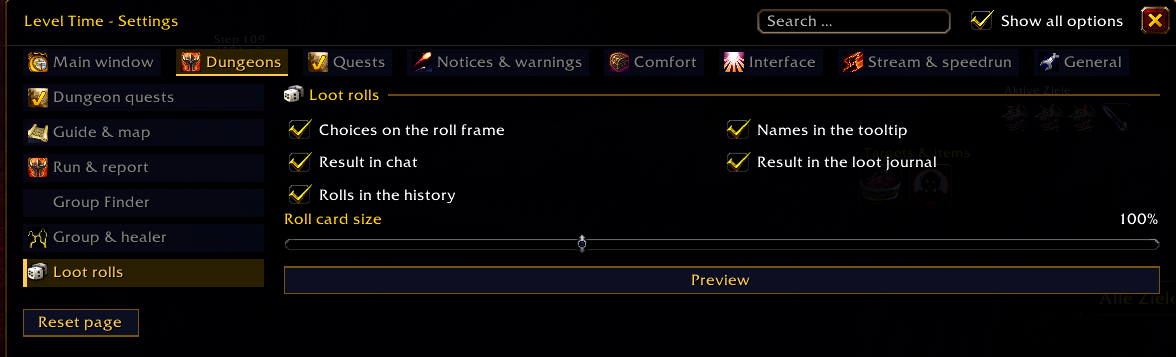 Level Time - Settings
Search ...
Show all options
Step 109
Main window
Dungeons
Quests
Notices & warnings
Comfort
Interface
Stream & speedrun
General
Dungeon quests
Guide & map
Run & report
Group Finder
Group & healer
Loot rolls
Reset page
Loot rolls
Aktive Ziele
Choices on the roll frame
Names in the tooltip
Targets & items
Result in chat
Result in the loot journal
Rolls in the history
Roll card size
100%
Preview
Alle Ziele